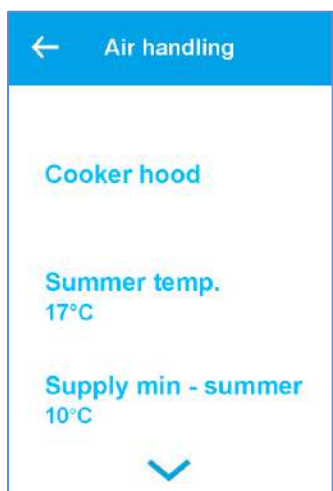 Air handling
Cooker hood
Summer temp.
17°C
Supply min - summer
10°C